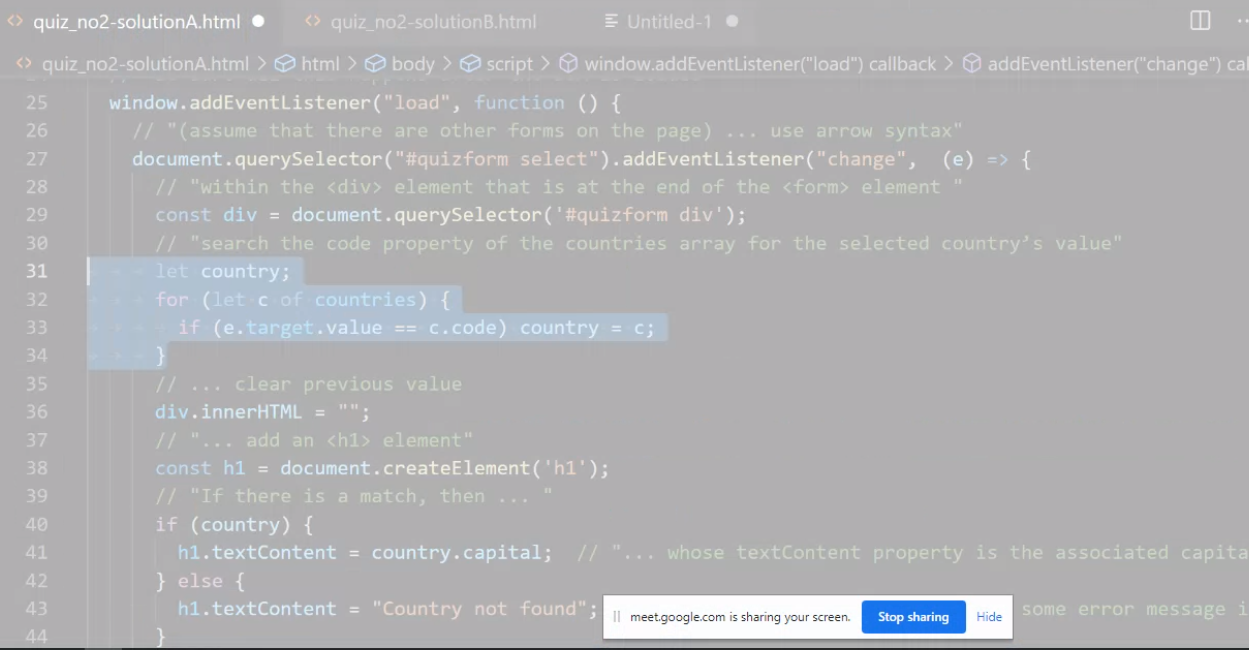 quiz_no2-solutionA.html ● quiz_no2-solutionB.html Untitled-1 ●
quiz_no2-solutionA.html > html > body > script > window.addEventListener("load") callback > addEventListener("change") cal
25 window.addEventListener("load", function () {
26 // "(assume that there are other forms on the page) ... use arrow syntax"
27 document.querySelector("#quizform select").addEventListener("change", (e) => {
28 // "within the <div> element that is at the end of the <form> element "
29 const div = document.querySelector('#quizform div');
30 // "search the code property of the countries array for the selected country’s value"
31 let country;
32 for (let c of countries) {
33 if (e.target.value == c.code) country = c;
34 }
35 // ... clear previous value
36 div.innerHTML = "";
37 // "... add an <h1> element"
38 const h1 = document.createElement('h1');
39 // "If there is a match, then ... "
40 if (country) {
41 h1.textContent = country.capital; // "... whose textContent property is the associated capita
42 } else {
43 h1.textContent = "Country not found"; some error message i
44 }
meet.google.com is sharing your screen. Stop sharing Hide